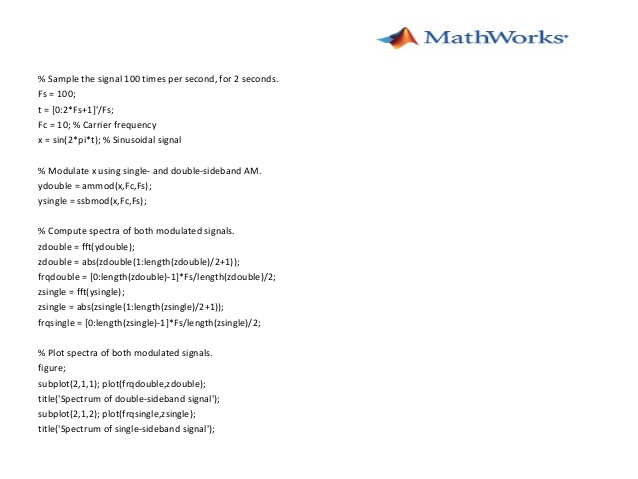 MathWorks®
% Sample the signal 100 times per second, for 2 seconds.
Fs = 100;
t = [0:2*Fs+1]'/Fs;
Fc = 10; % Carrier frequency
x = sin(2*pi*t); % Sinusoidal signal
% Modulate x using single- and double-sideband AM.
ydouble = ammod(x,Fc,Fs);
ysingle = ssbmod(x,Fc,Fs);
% Compute spectra of both modulated signals.
zdouble = fft(ydouble);
zdouble = abs(zdouble(1:length(zdouble)/2+1));
frqdouble = [0:length(zdouble)-1]*Fs/length(zdouble)/2;
zsingle = fft(ysingle);
zsingle = abs(zsingle(1:length(zsingle)/2+1));
frqsingle = [0:length(zsingle)-1]*Fs/length(zsingle)/2;
% Plot spectra of both modulated signals.
figure;
subplot(2,1,1); plot(frqdouble,zdouble);
title('Spectrum of double-sideband signal');
subplot(2,1,2); plot(frqsingle,zsingle);
title('Spectrum of single-sideband signal');